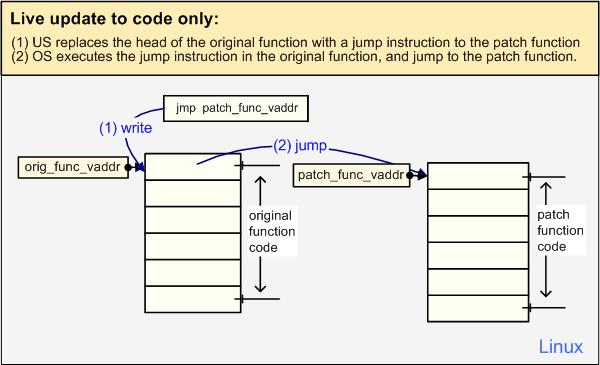 Live update to code only:
(1) US replaces the head of the original function with a jump instruction to the patch function
(2) OS executes the jump instruction in the original function, and jump to the patch function.
jmp patch_func_vaddr
(1) write
(2) jump
orig_func_vaddr
patch_func_vaddr
original
function
code
patch
function
code
Linux